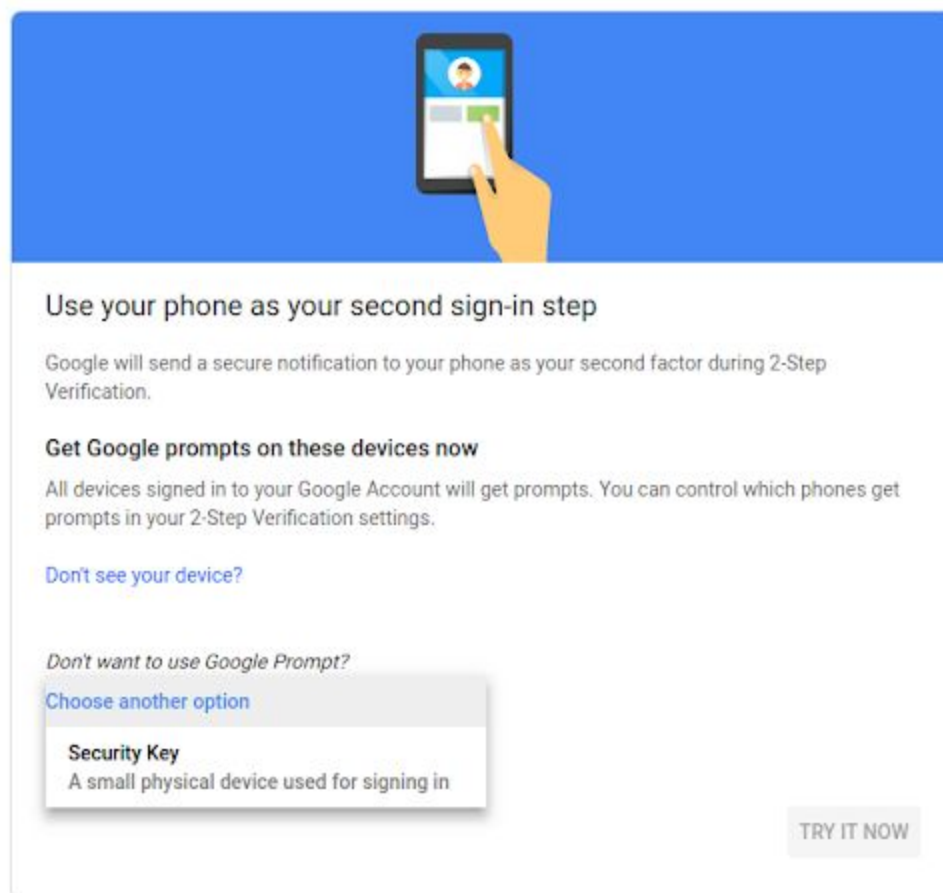 Use your phone as your second sign-in step
Google will send a secure notification to your phone as your second factor during 2-Step
Verification.
Get Google prompts on these devices now
All devices signed in to your Google Account will get prompts. You can control which phones get
prompts in your 2-Step Verification settings.
Don't see your device?
Don't want to use Google Prompt?
Choose another option
Security Key
A small physical device used for signing in
TRY IT NOW